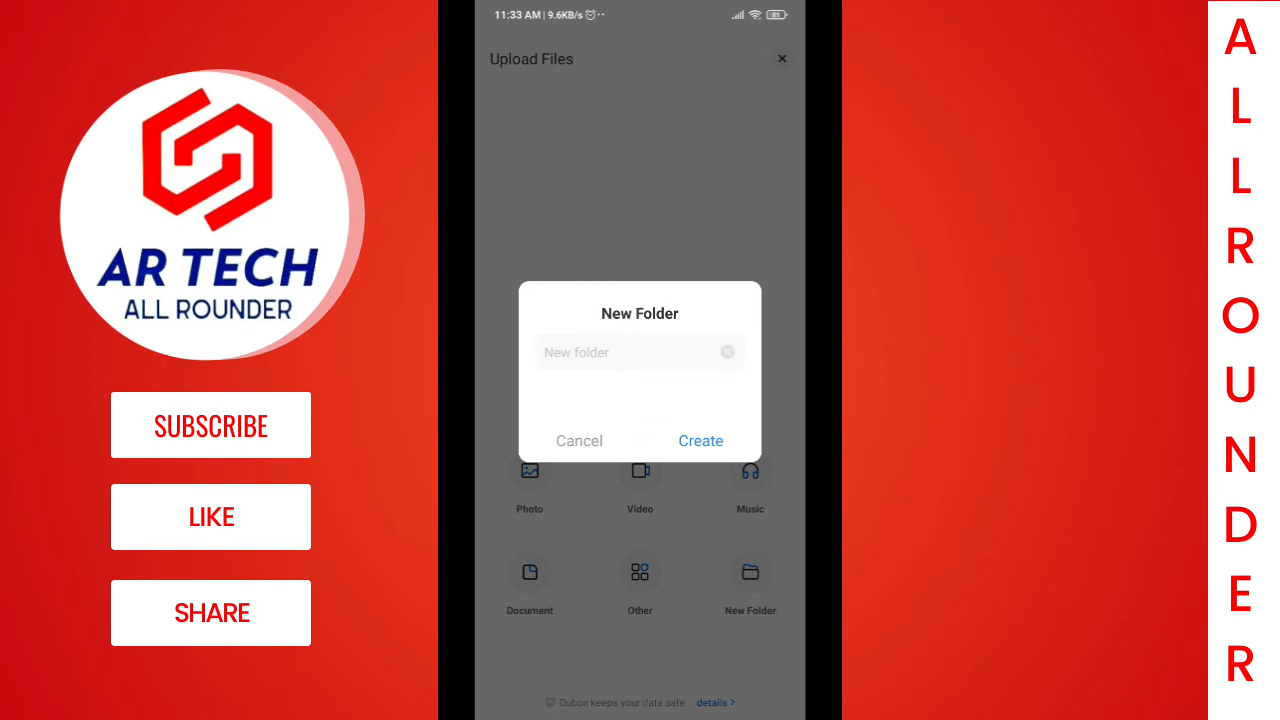 AR TECH
ALL ROUNDER
SUBSCRIBE
LIKE
SHARE
11:33 AM | 9.6KB/s
81
Upload Files
New Folder
New folder
Cancel
Create
Photo
Video
Music
Document
Other
New Folder
Dubox keeps your data safe details >
A
L
L
R
O
U
N
D
E
R